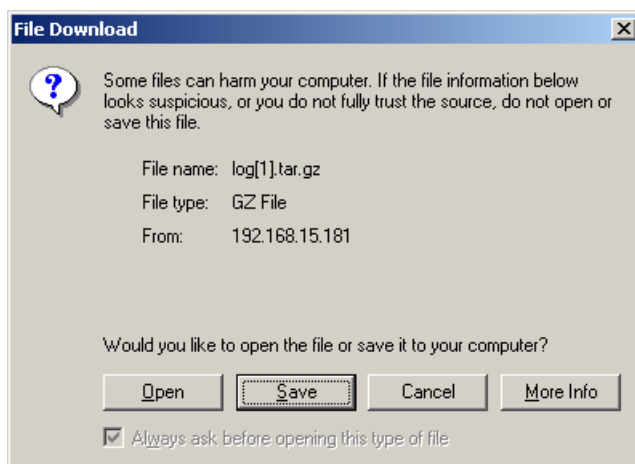 File Download
Some files can harm your computer. If the file information below
looks suspicious, or you do not fully trust the source, do not open or
save this file.
File name: log[1].tar.gz
File type: GZ File
From: 192.168.15.181
Would you like to open the file or save it to your computer?
Open Save Cancel More Info
Always ask before opening this type of file